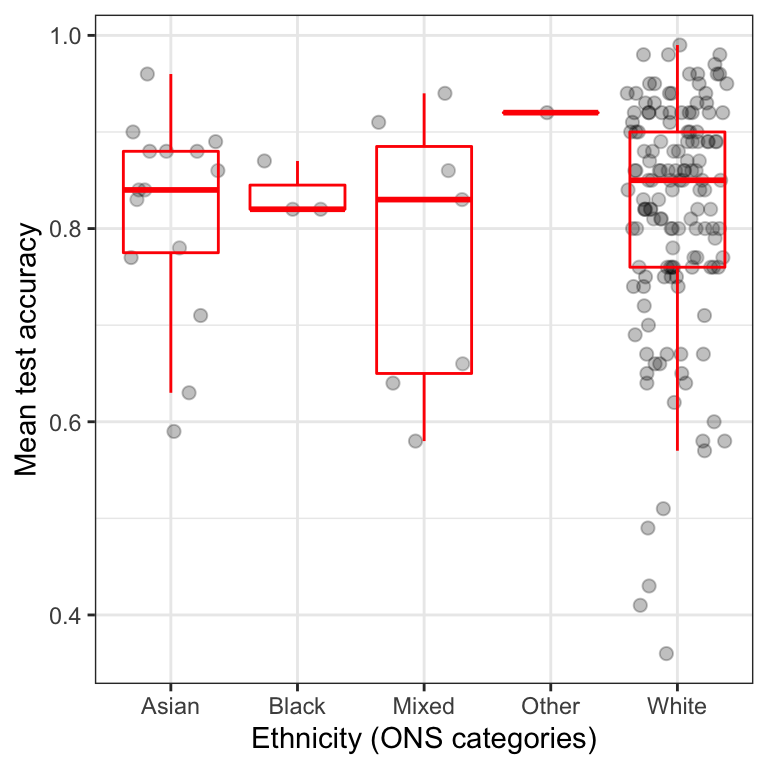 Mean test accuracy
1.0
0.8
0.6
0.4
Asian Black Mixed Other White
Ethnicity (ONS categories)